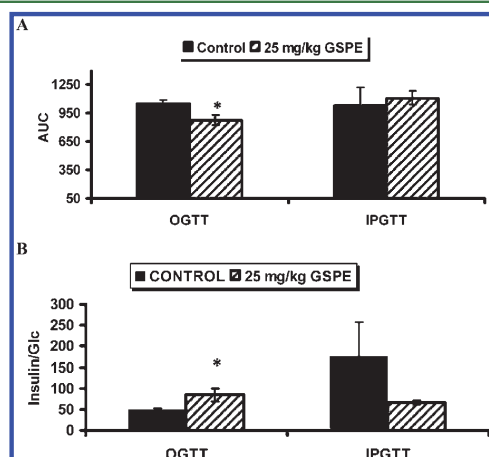 A
Control 25 mg/kg GSPE
1250
950
650
350
50
AUC
*
OGTT IPGTT
B
CONTROL 25 mg/kg GSPE
300
250
200
150
100
50
0
Insulin/Glc
*
OGTT IPGTT